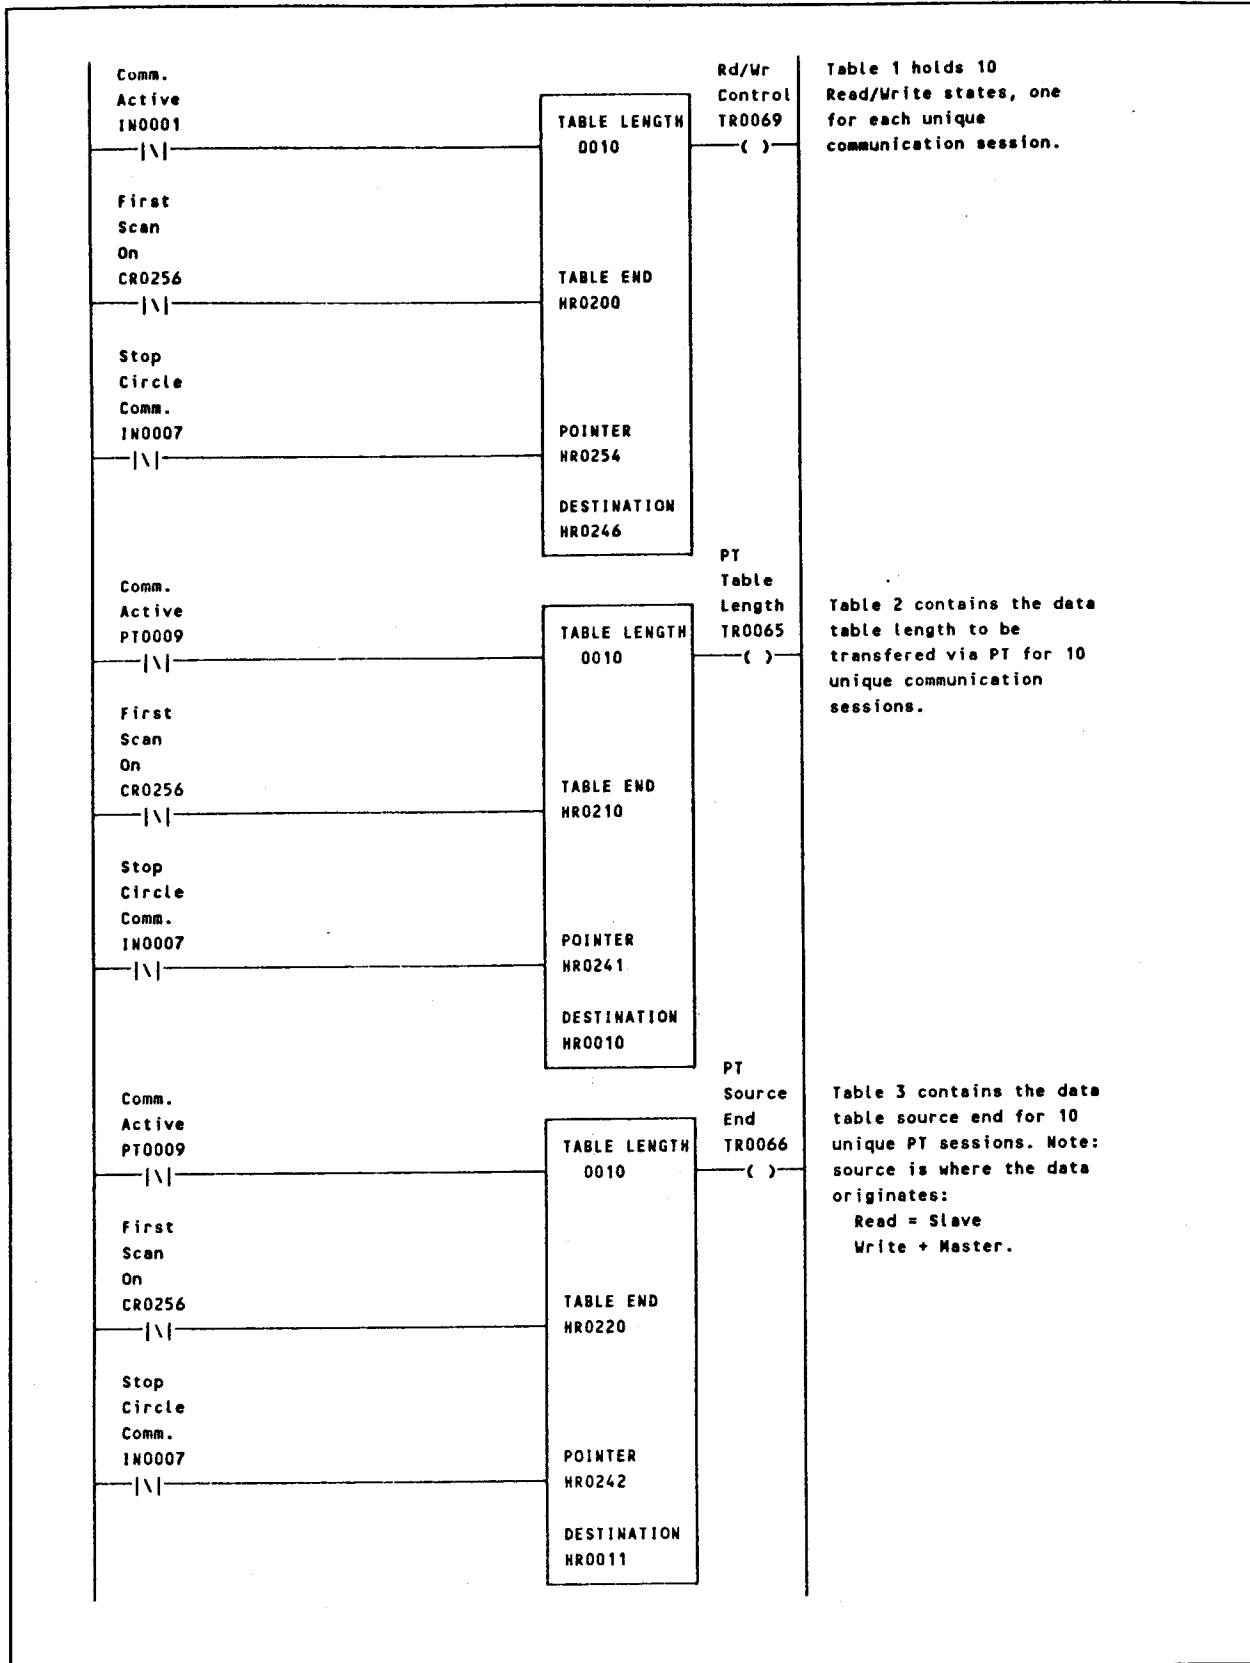 Comm.
Active
IN0001
TABLE LENGTH
0010
Rd/Wr
Control
TR0069
Table 1 holds 10
Read/Write states, one
for each unique
communication session.
First
Scan
On
CR0256
TABLE END
HR0200
Stop
Circle
Comm.
IN0007
POINTER
HR0254
DESTINATION
HR0246
Comm.
Active
PT0009
TABLE LENGTH
0010
PT
Table
Length
TR0065
Table 2 contains the data
table length to be
transfered via PT for 10
unique communication
sessions.
First
Scan
On
CR0256
TABLE END
HR0210
Stop
Circle
Comm.
IN0007
POINTER
HR0241
DESTINATION
HR0010
Comm.
Active
PT0009
TABLE LENGTH
0010
PT
Source
End
TR0066
Table 3 contains the data
table source end for 10
unique PT sessions. Note:
source is where the data
originates:
Read = Slave
Write + Master.
First
Scan
On
CR0256
TABLE END
HR0220
Stop
Circle
Comm.
IN0007
POINTER
HR0242
DESTINATION
HR0011